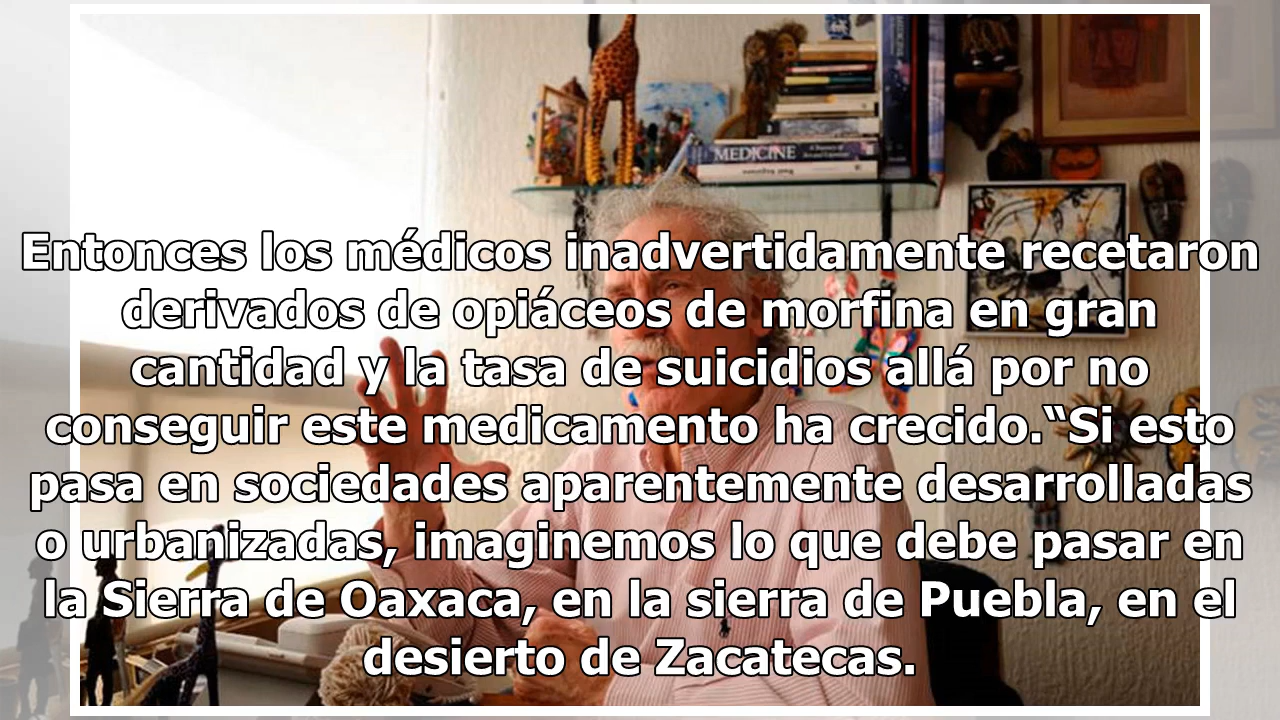 MEDICINE
Entonces los médicos inadvertidamente recetaron
derivados de opiáceos de morfina en gran
cantidad y la tasa de suicidios allá por no
conseguir este medicamento ha crecido.“Si esto
pasa en sociedades aparentemente desarrolladas
o urbanizadas, imaginemos lo que debe pasar en
la Sierra de Oaxaca, en la sierra de Puebla, en el
desierto de Zacatecas.